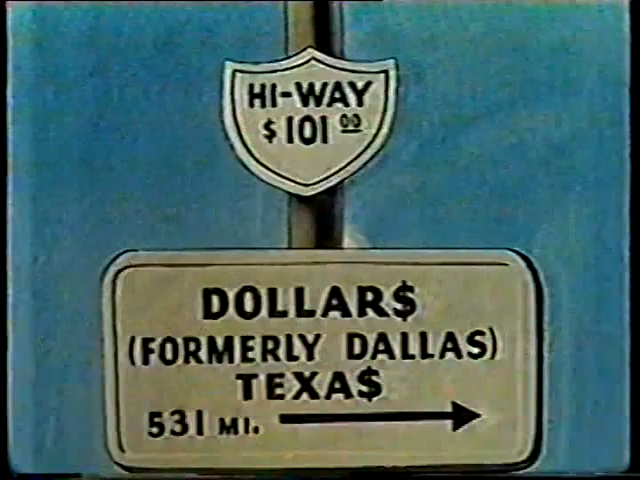 HI-WAY
$101.00
DOLLAR$
(FORMERLY DALLAS)
TEXA$
531 MI.